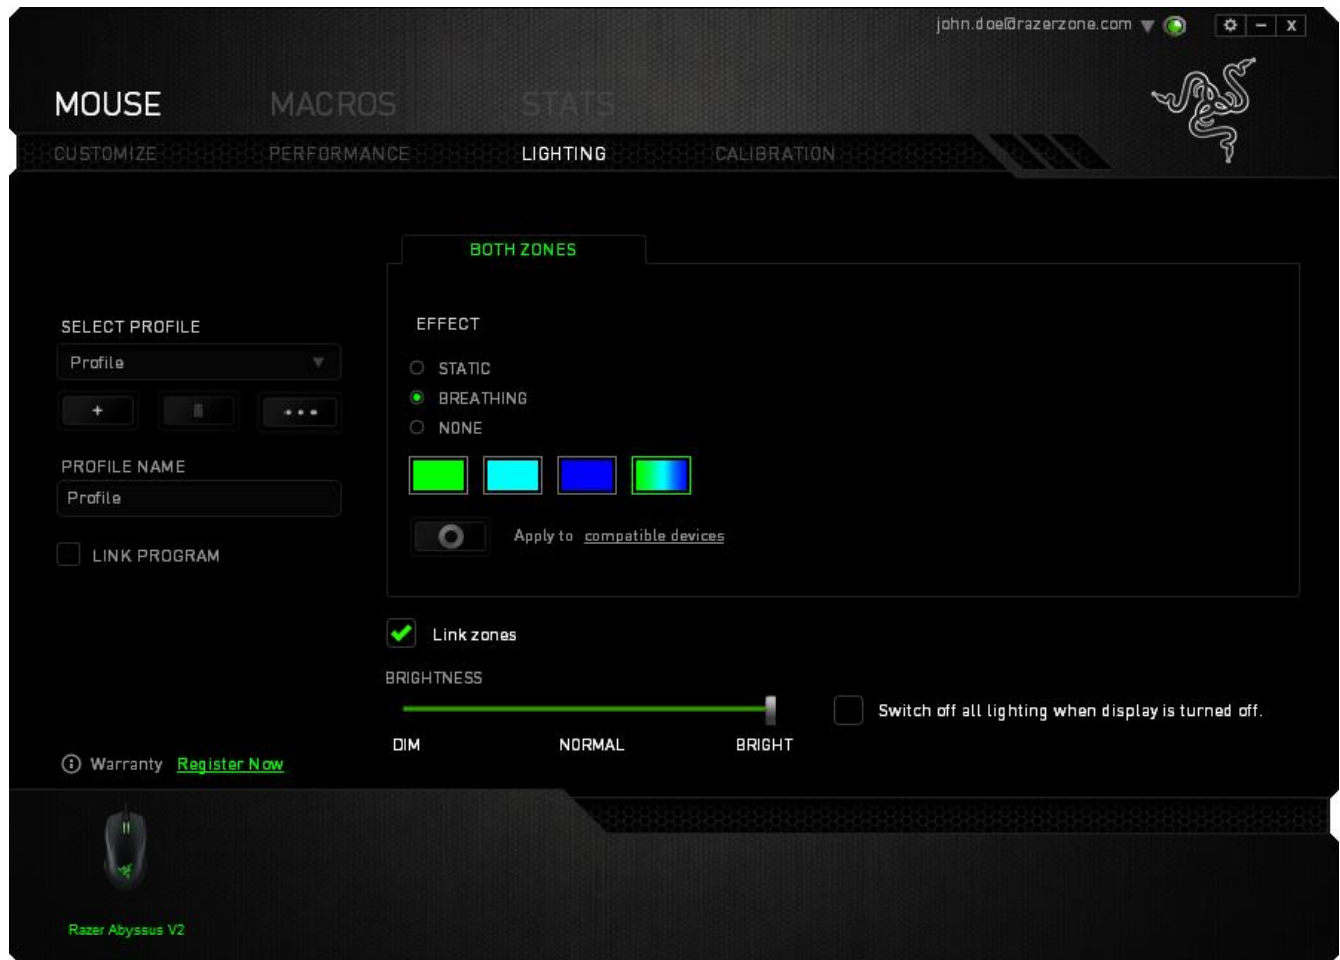 john.doe@razerzone.com
MOUSE MACROS STATS
CUSTOMIZE PERFORMANCE LIGHTING CALIBRATION
BOTH ZONES
SELECT PROFILE
Profile
PROFILE NAME
Profile
LINK PROGRAM
EFFECT
STATIC
BREATHING
NONE
Apply to compatible devices
Link zones
BRIGHTNESS
DIM NORMAL BRIGHT
Switch off all lighting when display is turned off.
Warranty Register Now
Razer Abyssus V2